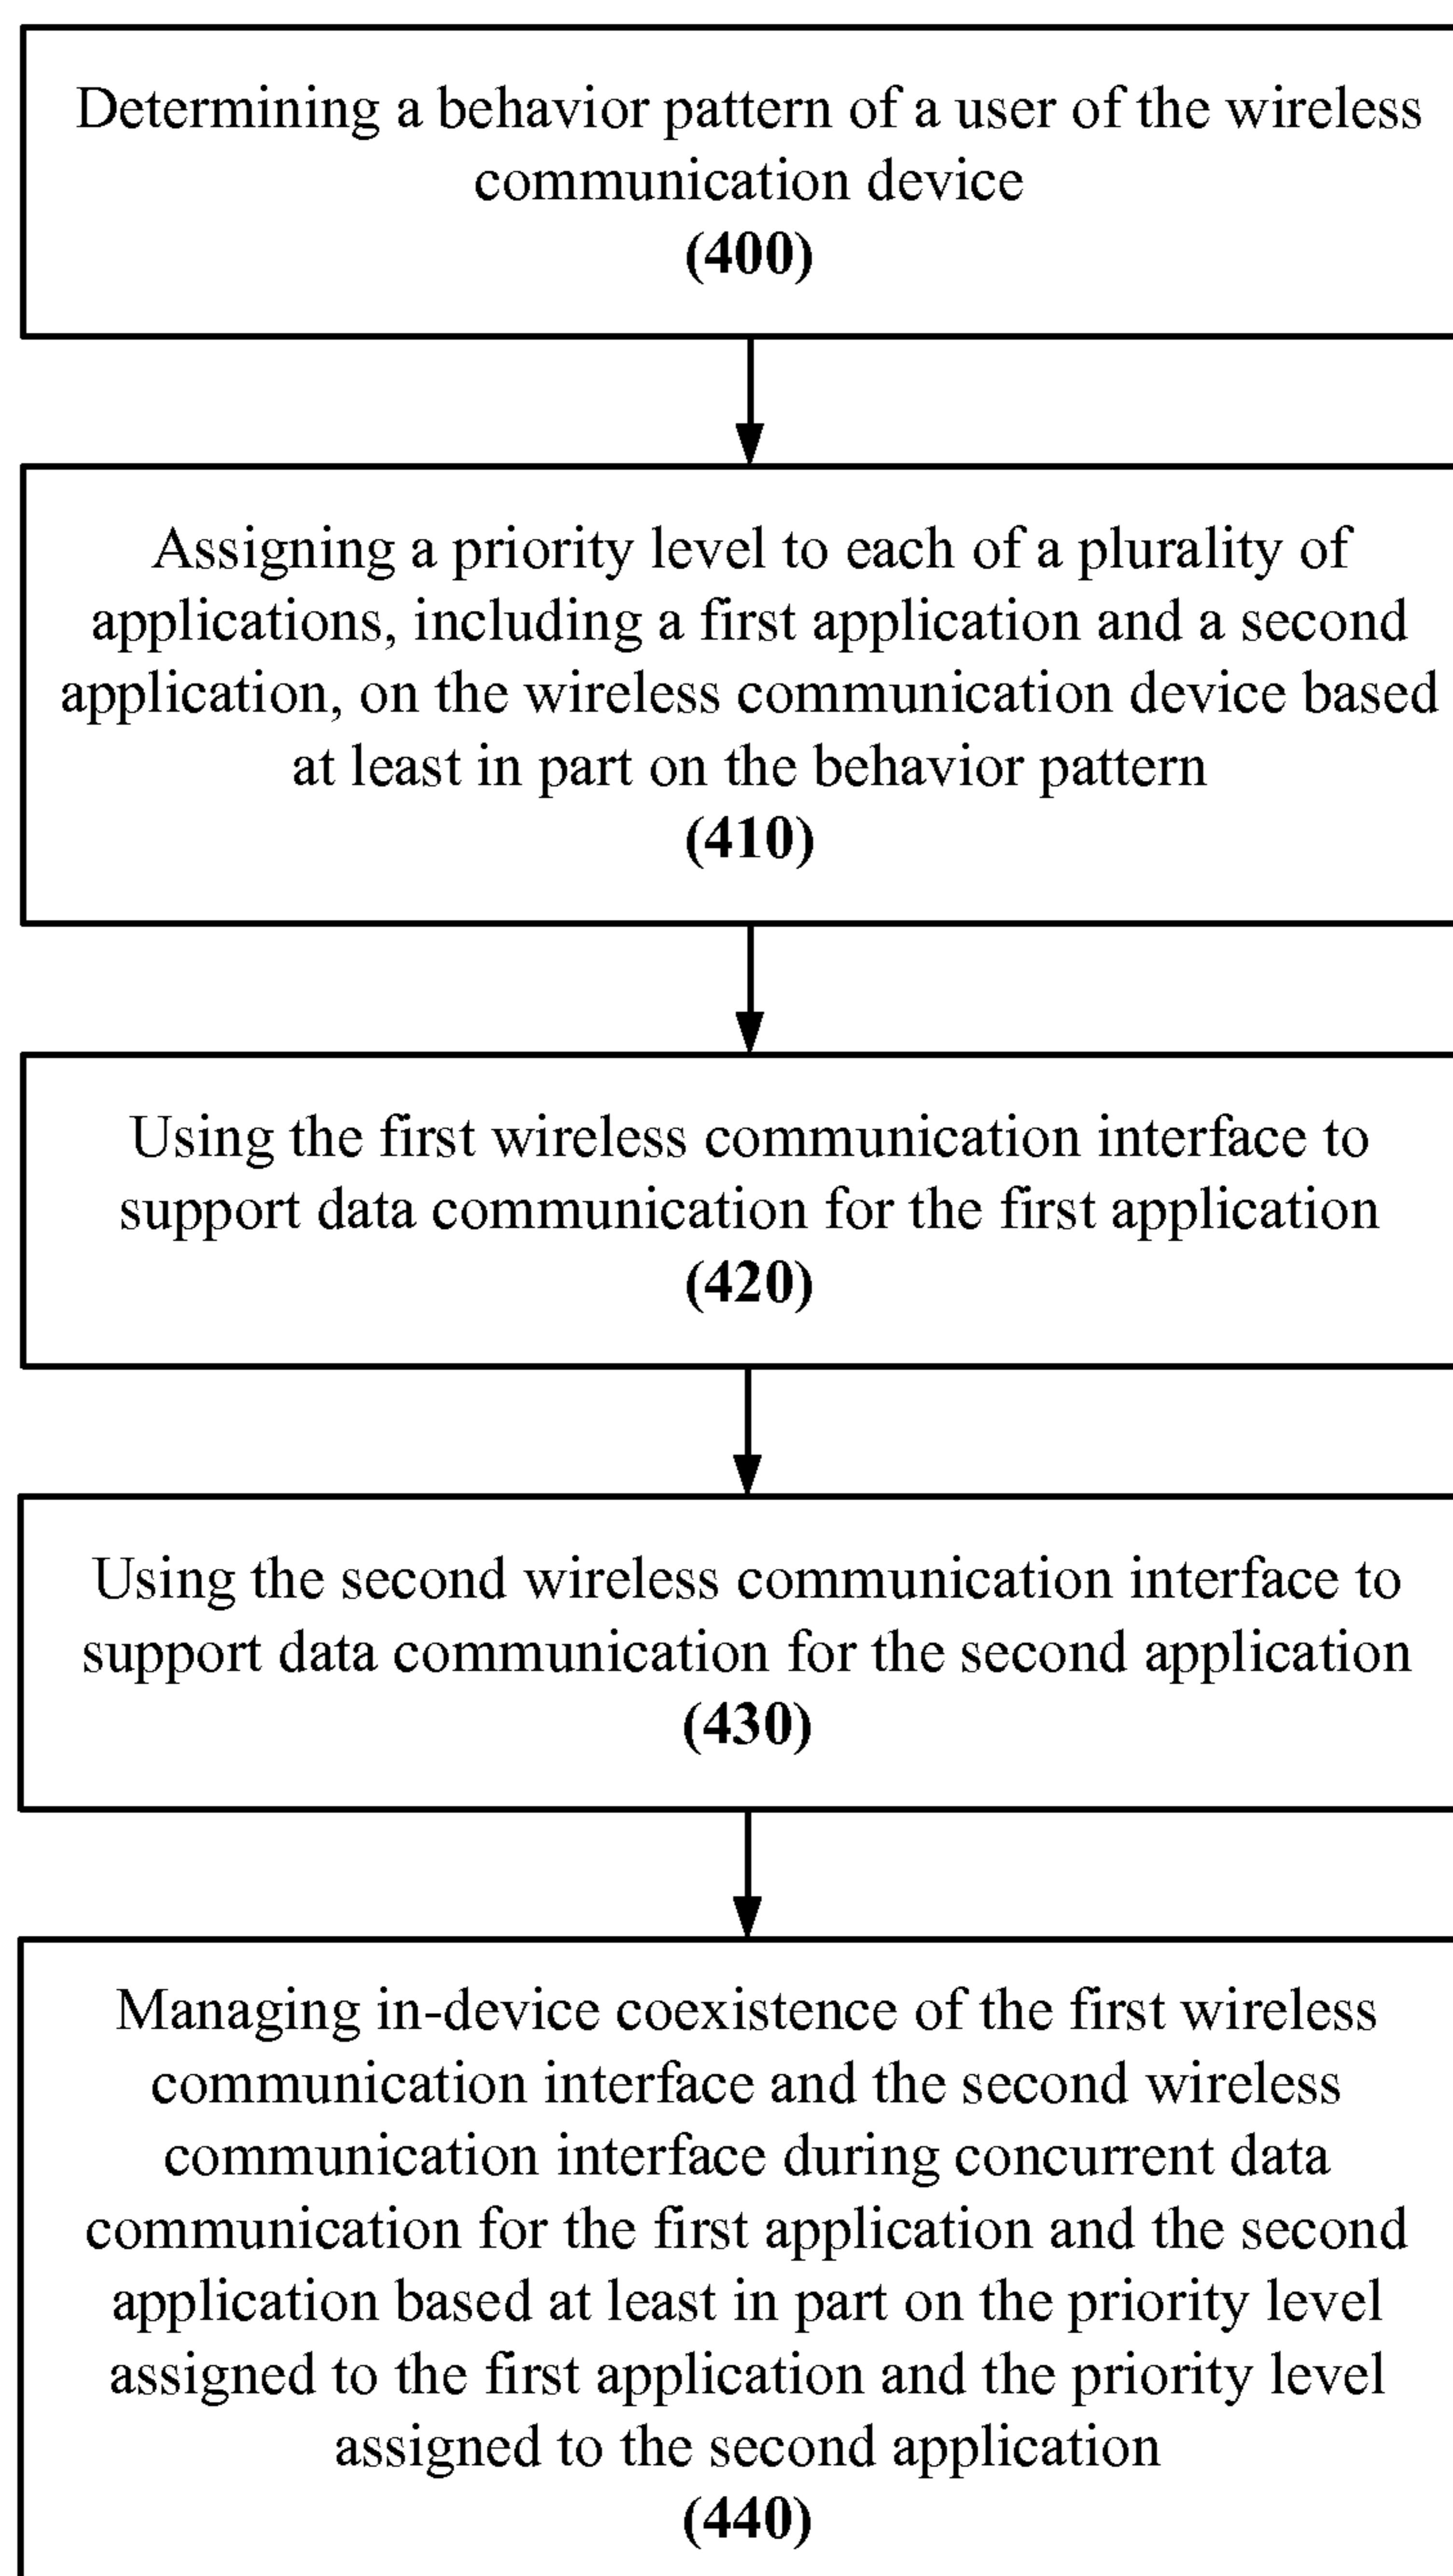 Determining a behavior pattern of a user of the wireless
communication device
(400)
Assigning a priority level to each of a plurality of
applications, including a first application and a second
application, on the wireless communication device based
at least in part on the behavior pattern
(410)
Using the first wireless communication interface to
support data communication for the first application
(420)
Using the second wireless communication interface to
support data communication for the second application
(430)
Managing in-device coexistence of the first wireless
communication interface and the second wireless
communication interface during concurrent data
communication for the first application and the second
application based at least in part on the priority level
assigned to the first application and the priority level
assigned to the second application
(440)